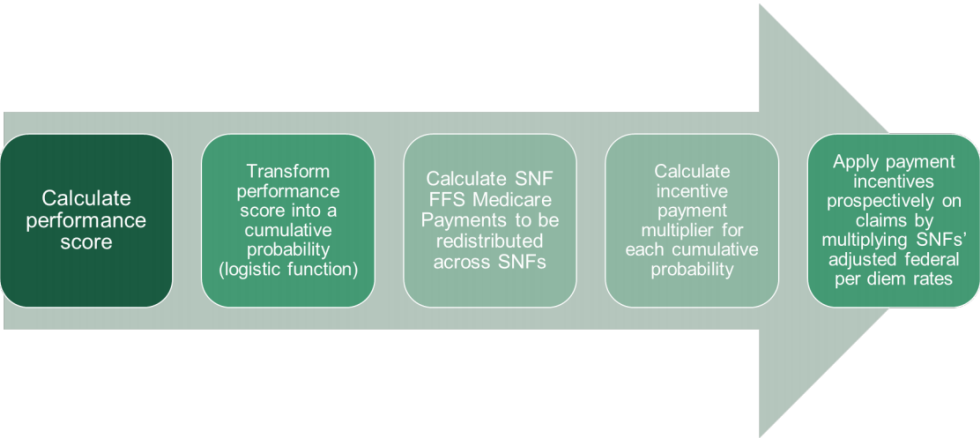 Calculate
performance
score
Transform
performance
score into a
cumulative
probability
(logistic function)
Calculate SNF
FFS Medicare
Payments to be
redistributed
across SNFs
Calculate
incentive
payment
multiplier for
each cumulative
probability
Apply payment
incentives
prospectively on
claims by
multiplying SNFs’
adjusted federal
per diem rates